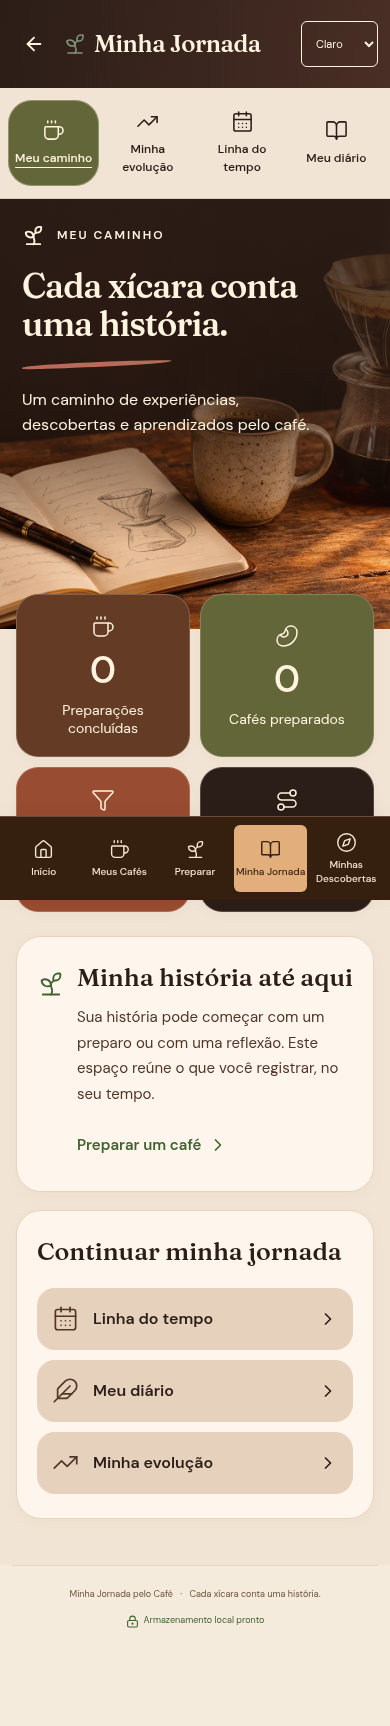 Minha Jornada
Claro
Meu caminho
Minha
evolução
Linha do
tempo
Meu diário
MEU CAMINHO
Cada xícara conta
uma história.
Um caminho de experiências,
descobertas e aprendizados pelo café.
0
Preparações
concluídas
0
Cafés preparados
Início
Meus Cafés
Preparar
Minha Jornada
Minhas
Descobertas
Minha história até aqui
Sua história pode começar com um
preparo ou com uma reflexão. Este
espaço reúne o que você registrar, no
seu tempo.
Preparar um café
Continuar minha jornada
Linha do tempo
Meu diário
Minha evolução
Minha Jornada pelo Café · Cada xícara conta uma história.
Armazenamento local pronto